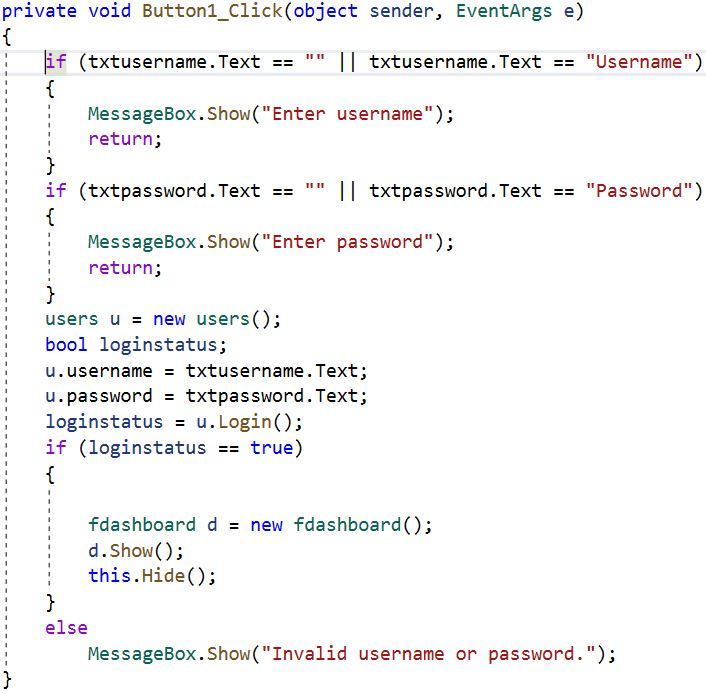 private void Button1_Click(object sender, EventArgs e)
{
if (txtusername.Text == "" || txtusername.Text == "Username")
{
MessageBox.Show("Enter username");
return;
}
if (txtpassword.Text == "" || txtpassword.Text == "Password")
{
MessageBox.Show("Enter password");
return;
}
users u = new users();
bool loginstatus;
u.username = txtusername.Text;
u.password = txtpassword.Text;
loginstatus = u.Login();
if (loginstatus == true)
{
fdashboard d = new fdashboard();
d.Show();
this.Hide();
}
else
MessageBox.Show("Invalid username or password.");
}